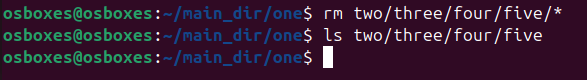 osboxes@osboxes:~/main_dir/one$ rm two/three/four/five/*
osboxes@osboxes:~/main_dir/one$ ls two/three/four/five
osboxes@osboxes:~/main_dir/one$